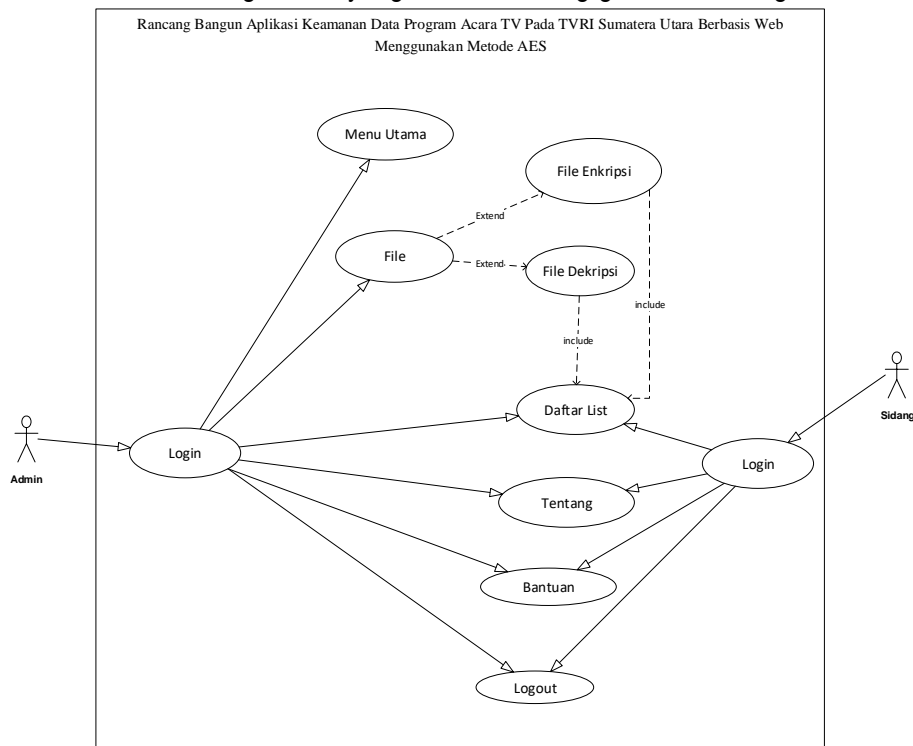 Rancang Bangun Aplikasi Keamanan Data Program Acara TV Pada TVRI Sumatera Utara Berbasis Web
Menggunakan Metode AES
Menu Utama
File Enkripsi
Extend
File
Extend
File Dekripsi
include
include
Sidang
Daftar List
Admin
Login
Login
Tentang
Bantuan
Logout